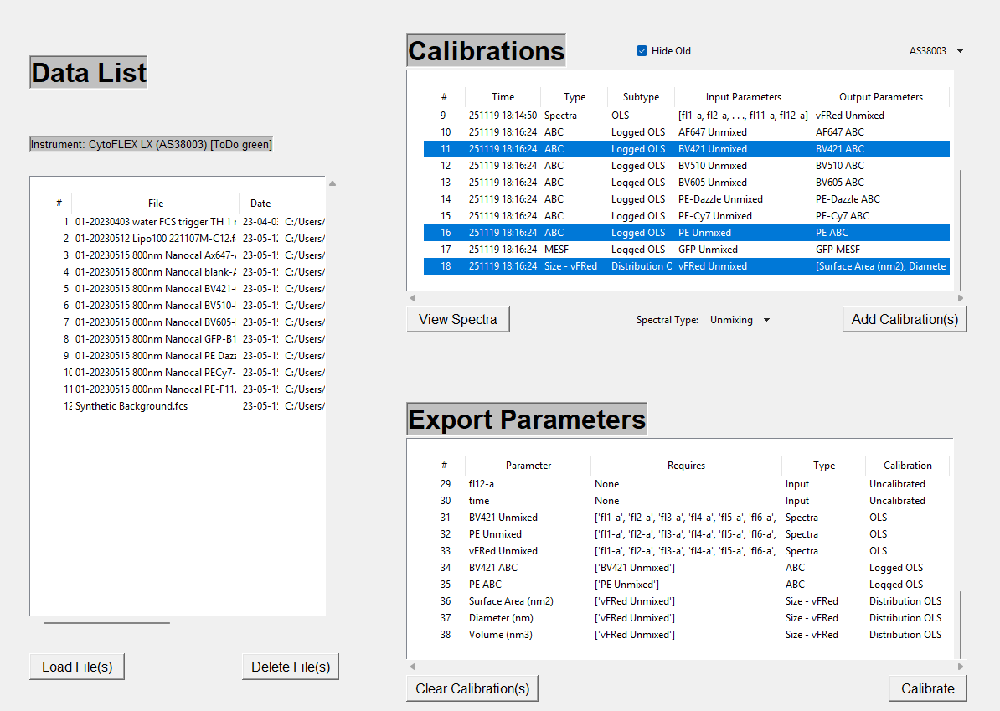 Data List
Instrument: CytoFLEX LX (AS38003) [ToDo green]
# File Date
1 01-20230403 water FCS trigger TH 1 23-04-03 C:/Users/
2 01-20230512 Lipo100 221107M-C12.f 23-05-12 C:/Users/
3 01-20230515 800nm Nanocal Ax647- 23-05-15 C:/Users/
4 01-20230515 800nm Nanocal blank-A 23-05-15 C:/Users/
5 01-20230515 800nm Nanocal BV421- 23-05-15 C:/Users/
6 01-20230515 800nm Nanocal BV510- 23-05-15 C:/Users/
7 01-20230515 800nm Nanocal BV605- 23-05-15 C:/Users/
8 01-20230515 800nm Nanocal GFP-B1 23-05-15 C:/Users/
9 01-20230515 800nm Nanocal PE Daz 23-05-15 C:/Users/
10 01-20230515 800nm Nanocal PECy7- 23-05-15 C:/Users/
11 01-20230515 800nm Nanocal PE-F11. 23-05-15 C:/Users/
12 Synthetic Background.fcs 23-05-15 C:/Users/
Load File(s) Delete File(s)
Calibrations Hide Old AS38003
# Time Type Subtype Input Parameters Output Parameters
9 251119 18:14:50 Spectra OLS [fl1-a, fl2-a, . . ., fl11-a, fl12-a] vFRed Unmixed
10 251119 18:16:24 ABC Logged OLS AF647 Unmixed AF647 ABC
11 251119 18:16:24 ABC Logged OLS BV421 Unmixed BV421 ABC
12 251119 18:16:24 ABC Logged OLS BV510 Unmixed BV510 ABC
13 251119 18:16:24 ABC Logged OLS BV605 Unmixed BV605 ABC
14 251119 18:16:24 ABC Logged OLS PE-Dazzle Unmixed PE-Dazzle ABC
15 251119 18:16:24 ABC Logged OLS PE-Cy7 Unmixed PE-Cy7 ABC
16 251119 18:16:24 ABC Logged OLS PE Unmixed PE ABC
17 251119 18:16:24 MESF Logged OLS GFP Unmixed GFP MESF
18 251119 18:16:24 Size - vFRed Distribution O vFRed Unmixed [Surface Area (nm2), Diamete
View Spectra Spectral Type: Unmixing Add Calibration(s)
Export Parameters
# Parameter Requires Type Calibration
29 fl12-a None Input Uncalibrated
30 time None Input Uncalibrated
31 BV421 Unmixed ['fl1-a', 'fl2-a', 'fl3-a', 'fl4-a', 'fl5-a', 'fl6-a', Spectra OLS
32 PE Unmixed ['fl1-a', 'fl2-a', 'fl3-a', 'fl4-a', 'fl5-a', 'fl6-a', Spectra OLS
33 vFRed Unmixed ['fl1-a', 'fl2-a', 'fl3-a', 'fl4-a', 'fl5-a', 'fl6-a', Spectra OLS
34 BV421 ABC ['BV421 Unmixed'] ABC Logged OLS
35 PE ABC ['PE Unmixed'] ABC Logged OLS
36 Surface Area (nm2) ['vFRed Unmixed'] Size - vFRed Distribution OLS
37 Diameter (nm) ['vFRed Unmixed'] Size - vFRed Distribution OLS
38 Volume (nm3) ['vFRed Unmixed'] Size - vFRed Distribution OLS
Clear Calibration(s) Calibrate